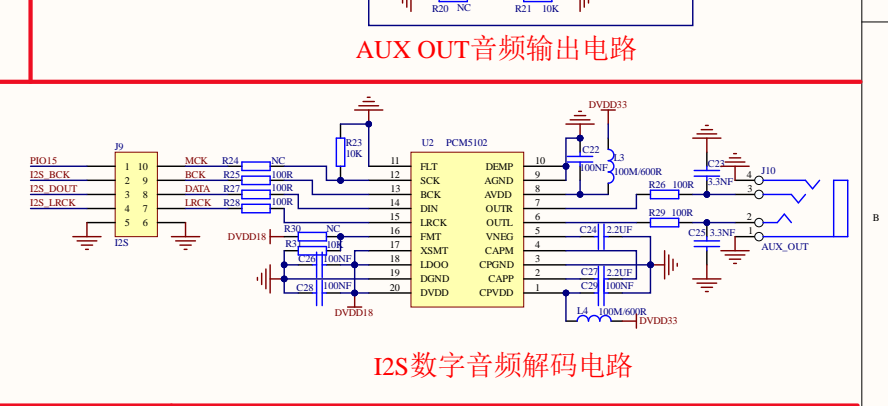 R20 NC R21 10K
AUX OUT音频输出电路
DVDD33
J9 R23 U2 PCM5102 C22 L3
10K
PIO15 1 10 MCK R24 NC 11 FLT DEMP 10 100NF 100M/600R C23 J10
I2S_BCK 2 9 BCK R25 100R 12 SCK AGND 9 3.3NF 4
I2S_DOUT 3 8 DATA R27 100R 13 BCK AVDD 8 R26 100R 3
I2S_LRCK 4 7 LRCK R28 100R 14 DIN OUTR 7
5 6 15 LRCK OUTL 6 R29 100R 2
I2S DVDD18 R30 NC 16 FMT VNEG 5 C24 2.2UF C25 3.3NF 1 B
R31 10K 17 XSMT CAPM 4 AUX_OUT
C26 100NF 18 LDOO CPGND 3
19 DGND CAPP 2 C27 2.2UF
C28 100NF 20 DVDD CPVDD 1 C29 100NF
DVDD18 L4 100M/600R DVDD33
I2S数字音频解码电路